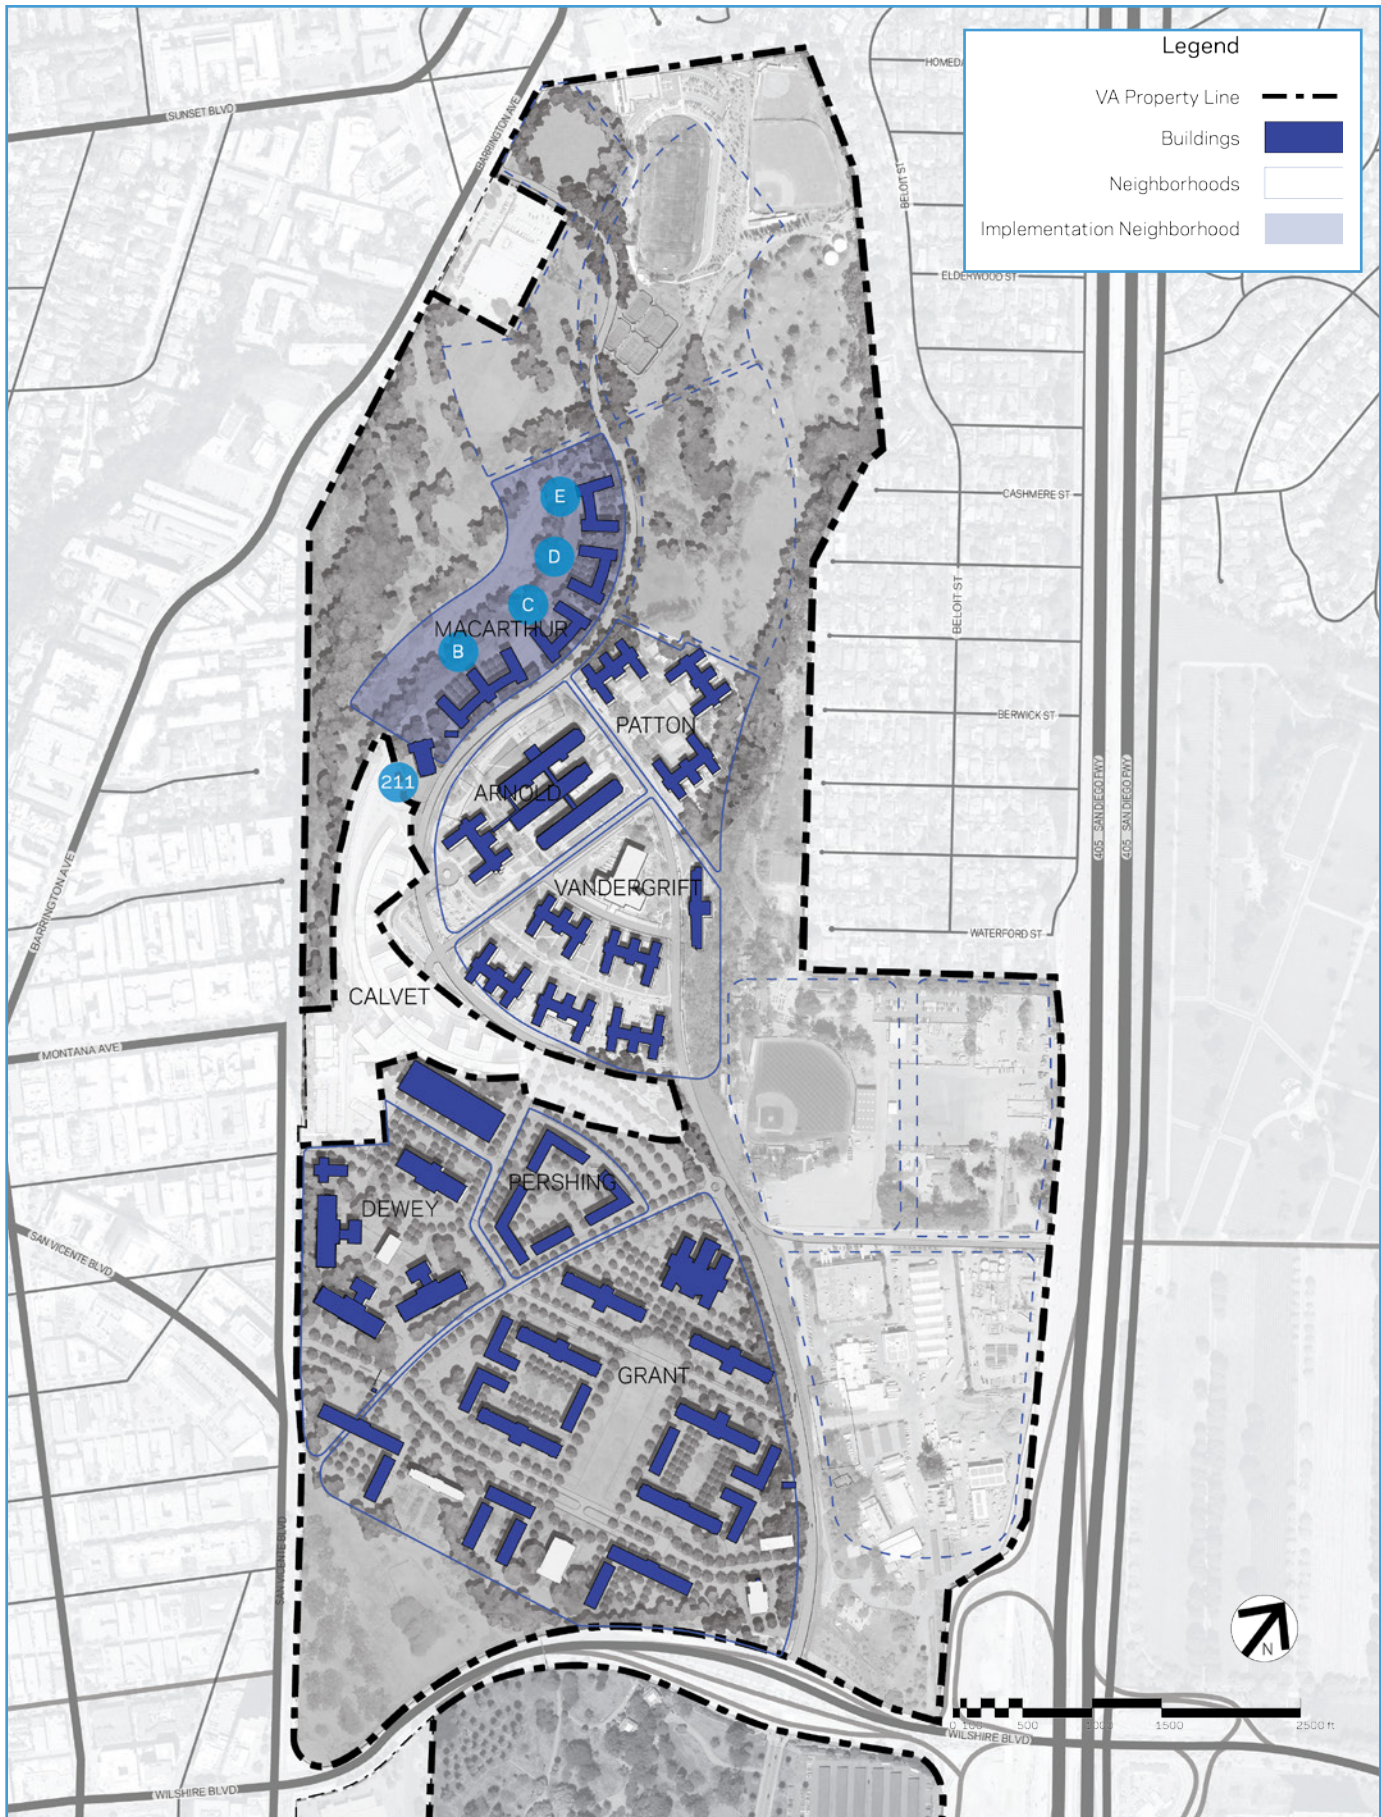 Legend
VA Property Line
Buildings
Neighborhoods
Implementation Neighborhood
SUNSET BLVD
BARRINGTON AVE
BELOIT ST
ELDERWOOD ST
CASHMERE ST
E
D
BELOIT ST
C
MACARTHUR
B
PATTON
BERWICK ST
211
ARNOLD
405 SAN DIEGO FWY
405 SAN DIEGO FWY
VANDERGRIFT
BARRINGTON AVE
WATERFORD ST
CALVET
MONTANA AVE
PERSHING
DEWEY
SAN VICENTE BLVD
GRANT
SAN VICENTE BLVD
N
0 100 500 1000 1500 2500 ft
WILSHIRE BLVD
WILSHIRE BLVD